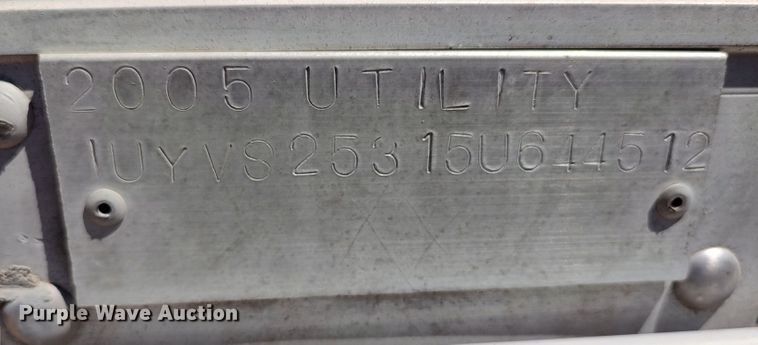 2005 UTILITY
1UYVS25315U644512
Purple Wave Auction